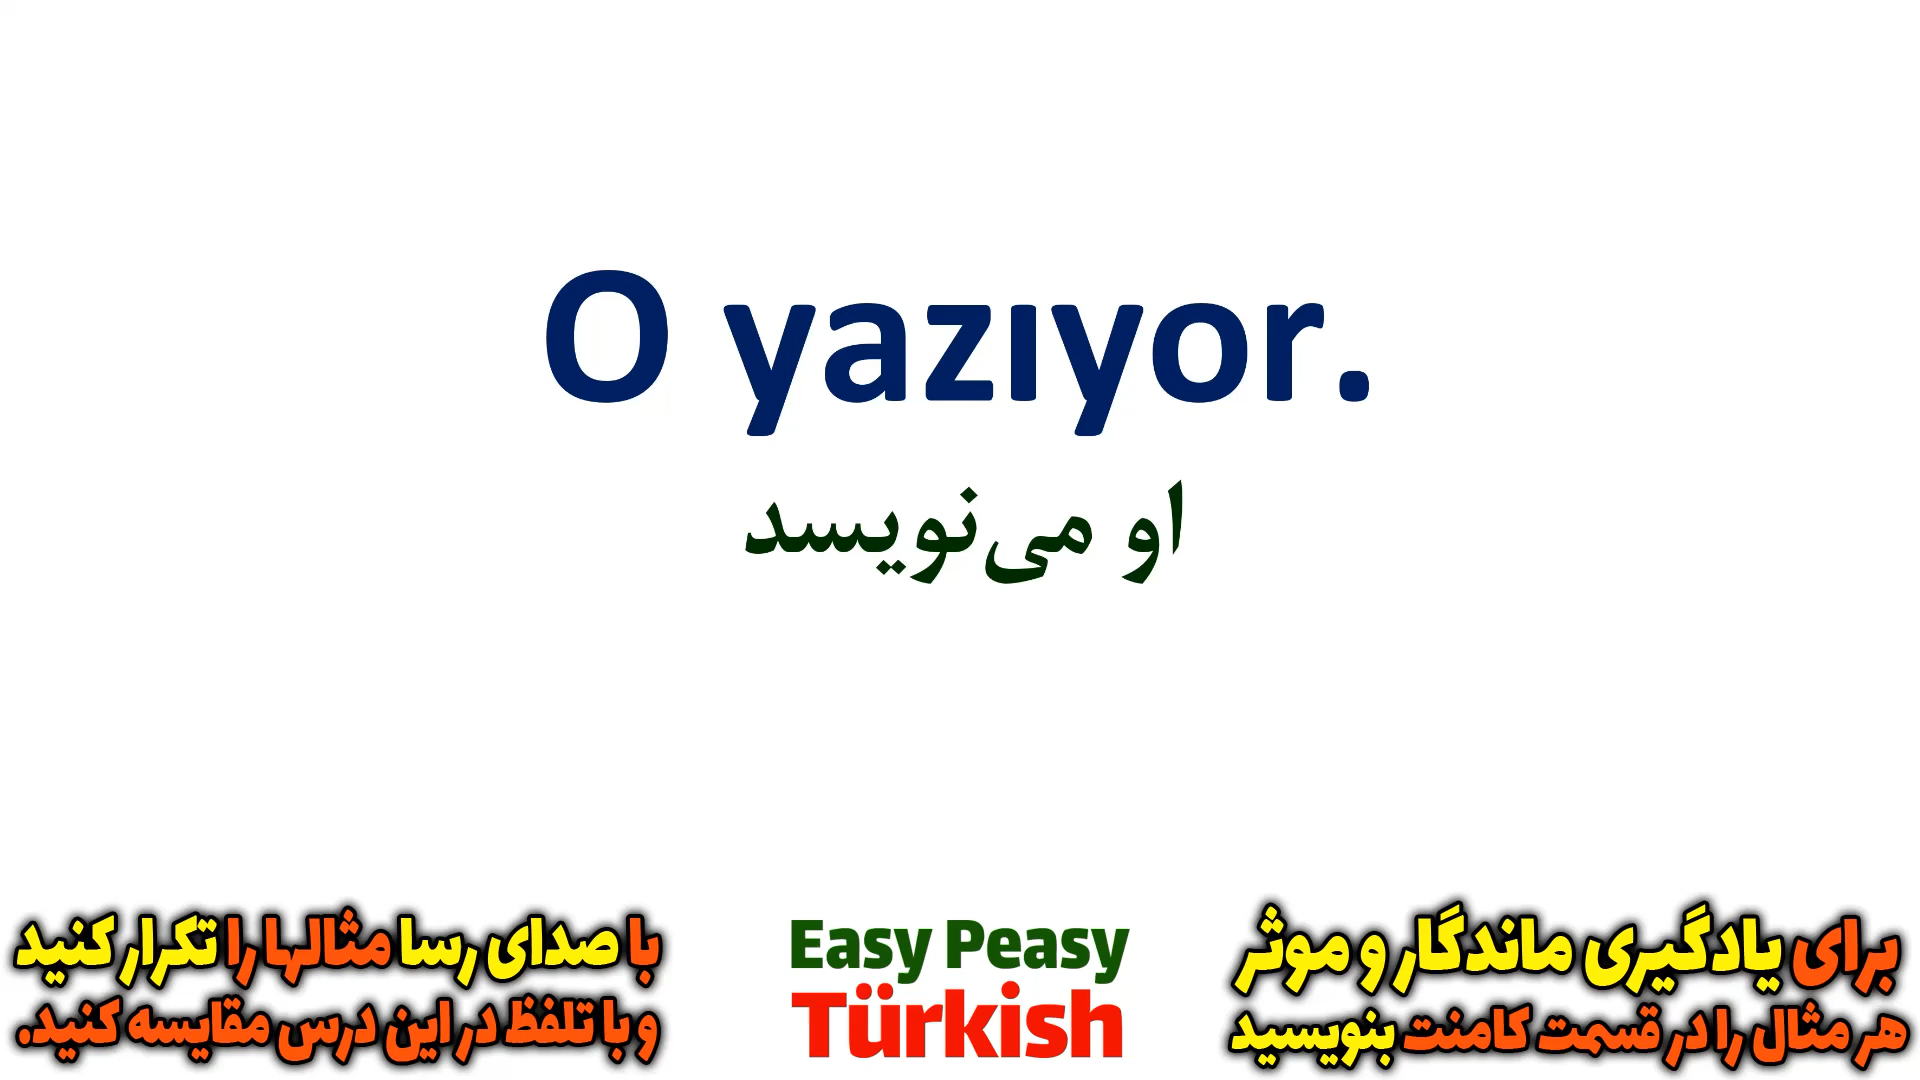 O yazıyor.
او می‌نویسد
با صدای رسا مثالها را تکرار کنید
و با تلفظ در این درس مقایسه کنید.
Easy Peasy
Türkish
برای یادگیری ماندگار و موثر
هر مثال را در قسمت کامنت بنویسید